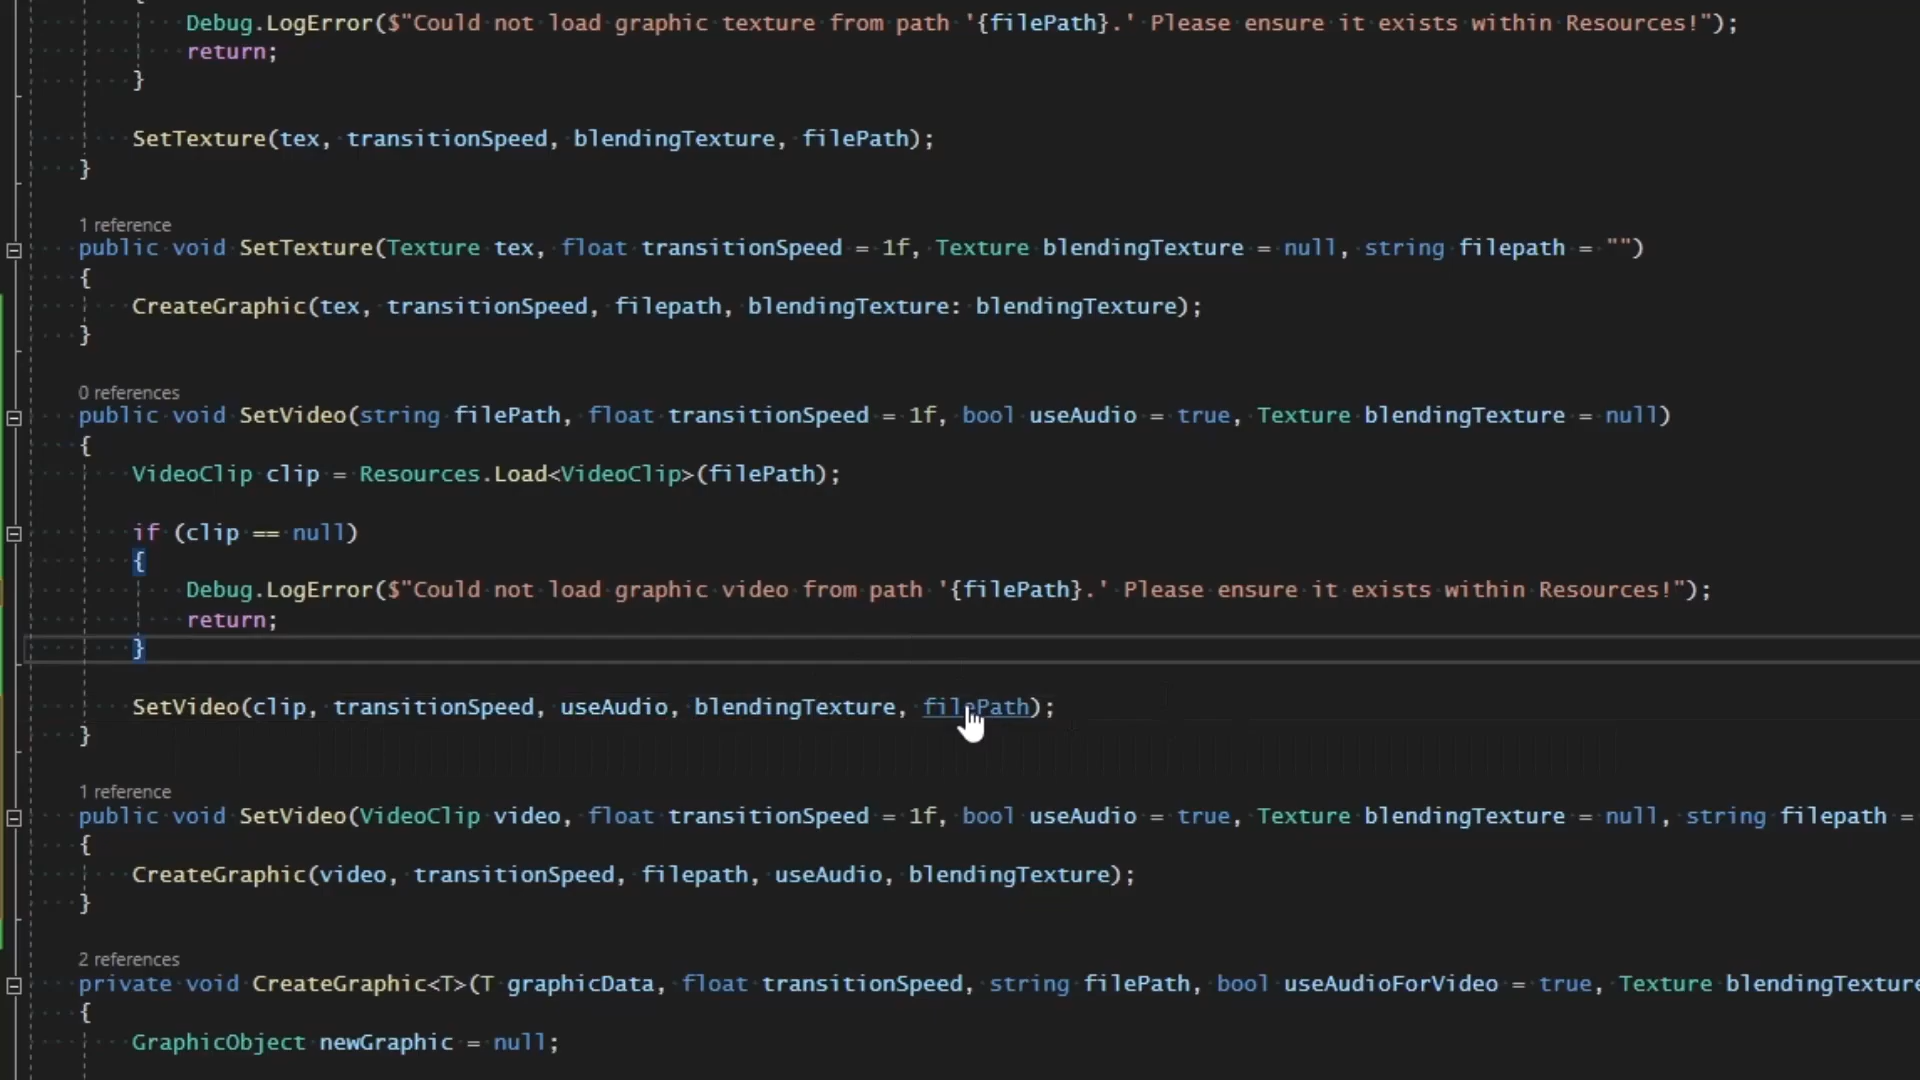 Debug.LogError($"Could not load graphic texture from path '{filePath}.' Please ensure it exists within Resources!");
return;
}
SetTexture(tex, transitionSpeed, blendingTexture, filePath);
}
1 reference
public void SetTexture(Texture tex, float transitionSpeed = 1f, Texture blendingTexture = null, string filepath = "")
{
CreateGraphic(tex, transitionSpeed, filepath, blendingTexture: blendingTexture);
}
0 references
public void SetVideo(string filePath, float transitionSpeed = 1f, bool useAudio = true, Texture blendingTexture = null)
{
VideoClip clip = Resources.Load<VideoClip>(filePath);
if (clip == null)
{
Debug.LogError($"Could not load graphic video from path '{filePath}.' Please ensure it exists within Resources!");
return;
}
SetVideo(clip, transitionSpeed, useAudio, blendingTexture, filePath);
}
1 reference
public void SetVideo(VideoClip video, float transitionSpeed = 1f, bool useAudio = true, Texture blendingTexture = null, string filepath =
{
CreateGraphic(video, transitionSpeed, filepath, useAudio, blendingTexture);
}
2 references
private void CreateGraphic<T>(T graphicData, float transitionSpeed, string filePath, bool useAudioForVideo = true, Texture blendingTexture
{
GraphicObject newGraphic = null;